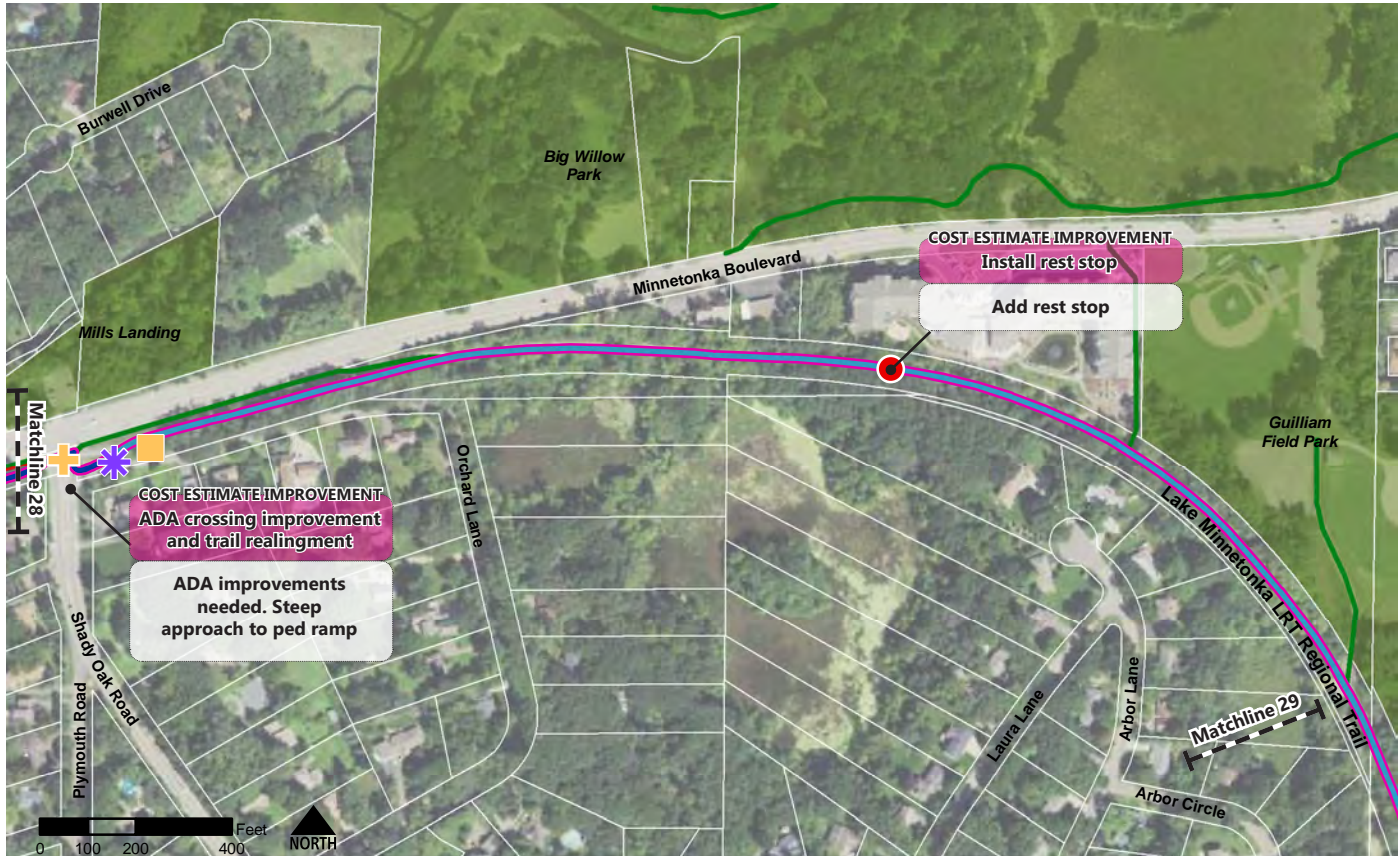 Burwell Drive
Big Willow
Park
Mills Landing
Minnetonka Boulevard
COST ESTIMATE IMPROVEMENT
Install rest stop
Add rest stop
Guilliam
Field Park
Matchline 28
COST ESTIMATE IMPROVEMENT
ADA crossing improvement
and trail realingment
ADA improvements
needed. Steep
approach to ped ramp
Orchard Lane
Lake Minnetonka LRT Regional Trail
Shady Oak Road
Plymouth Road
Laura Lane
Arbor Lane
Matchline 29
Arbor Circle
Feet
0 100 200 400
NORTH